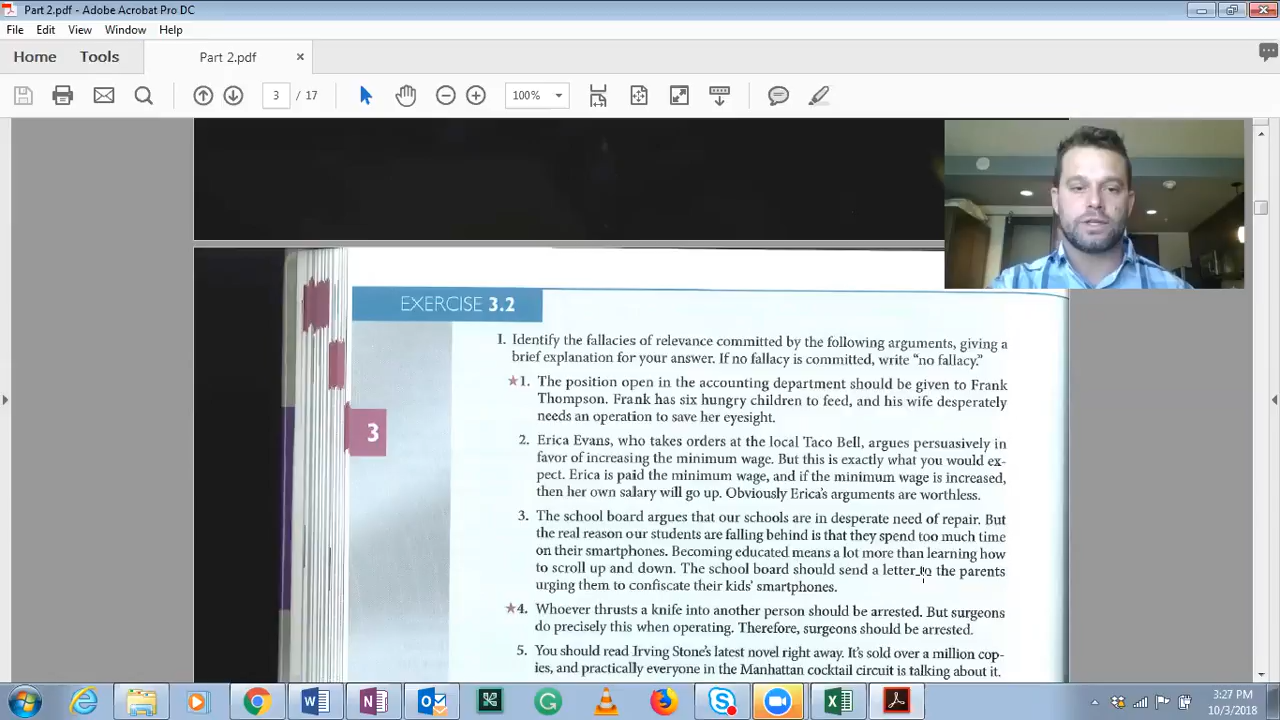 Part 2.pdf - Adobe Acrobat Pro DC
File Edit View Window Help
Home Tools Part 2.pdf ×
3 / 17 100%
EXERCISE 3.2
I. Identify the fallacies of relevance committed by the following arguments, giving a
brief explanation for your answer. If no fallacy is committed, write “no fallacy.”
★1. The position open in the accounting department should be given to Frank
Thompson. Frank has six hungry children to feed, and his wife desperately
needs an operation to save her eyesight.
2. Erica Evans, who takes orders at the local Taco Bell, argues persuasively in
favor of increasing the minimum wage. But this is exactly what you would ex-
pect. Erica is paid the minimum wage, and if the minimum wage is increased,
then her own salary will go up. Obviously Erica’s arguments are worthless.
3
3. The school board argues that our schools are in desperate need of repair. But
the real reason our students are falling behind is that they spend too much time
on their smartphones. Becoming educated means a lot more than learning how
to scroll up and down. The school board should send a letter to the parents
urging them to confiscate their kids’ smartphones.
★4. Whoever thrusts a knife into another person should be arrested. But surgeons
do precisely this when operating. Therefore, surgeons should be arrested.
5. You should read Irving Stone’s latest novel right away. It’s sold over a million cop-
ies, and practically everyone in the Manhattan cocktail circuit is talking about it.
3:27 PM
10/3/2018